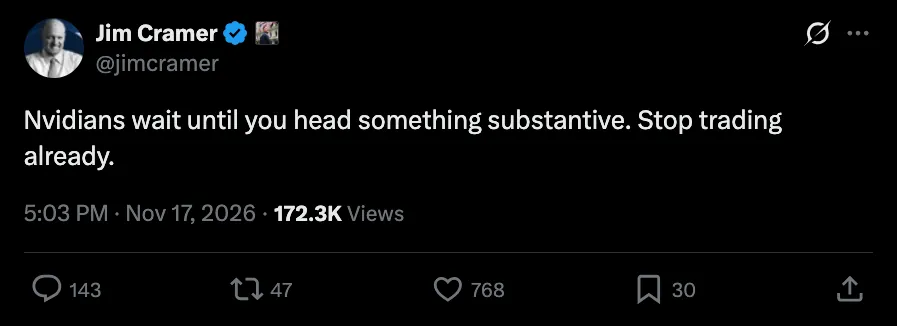 Jim Cramer
@jimcramer
Nvidians wait until you head something substantive. Stop trading
already.
5:03 PM · Nov 17, 2026 · 172.3K Views
143 47 768 30